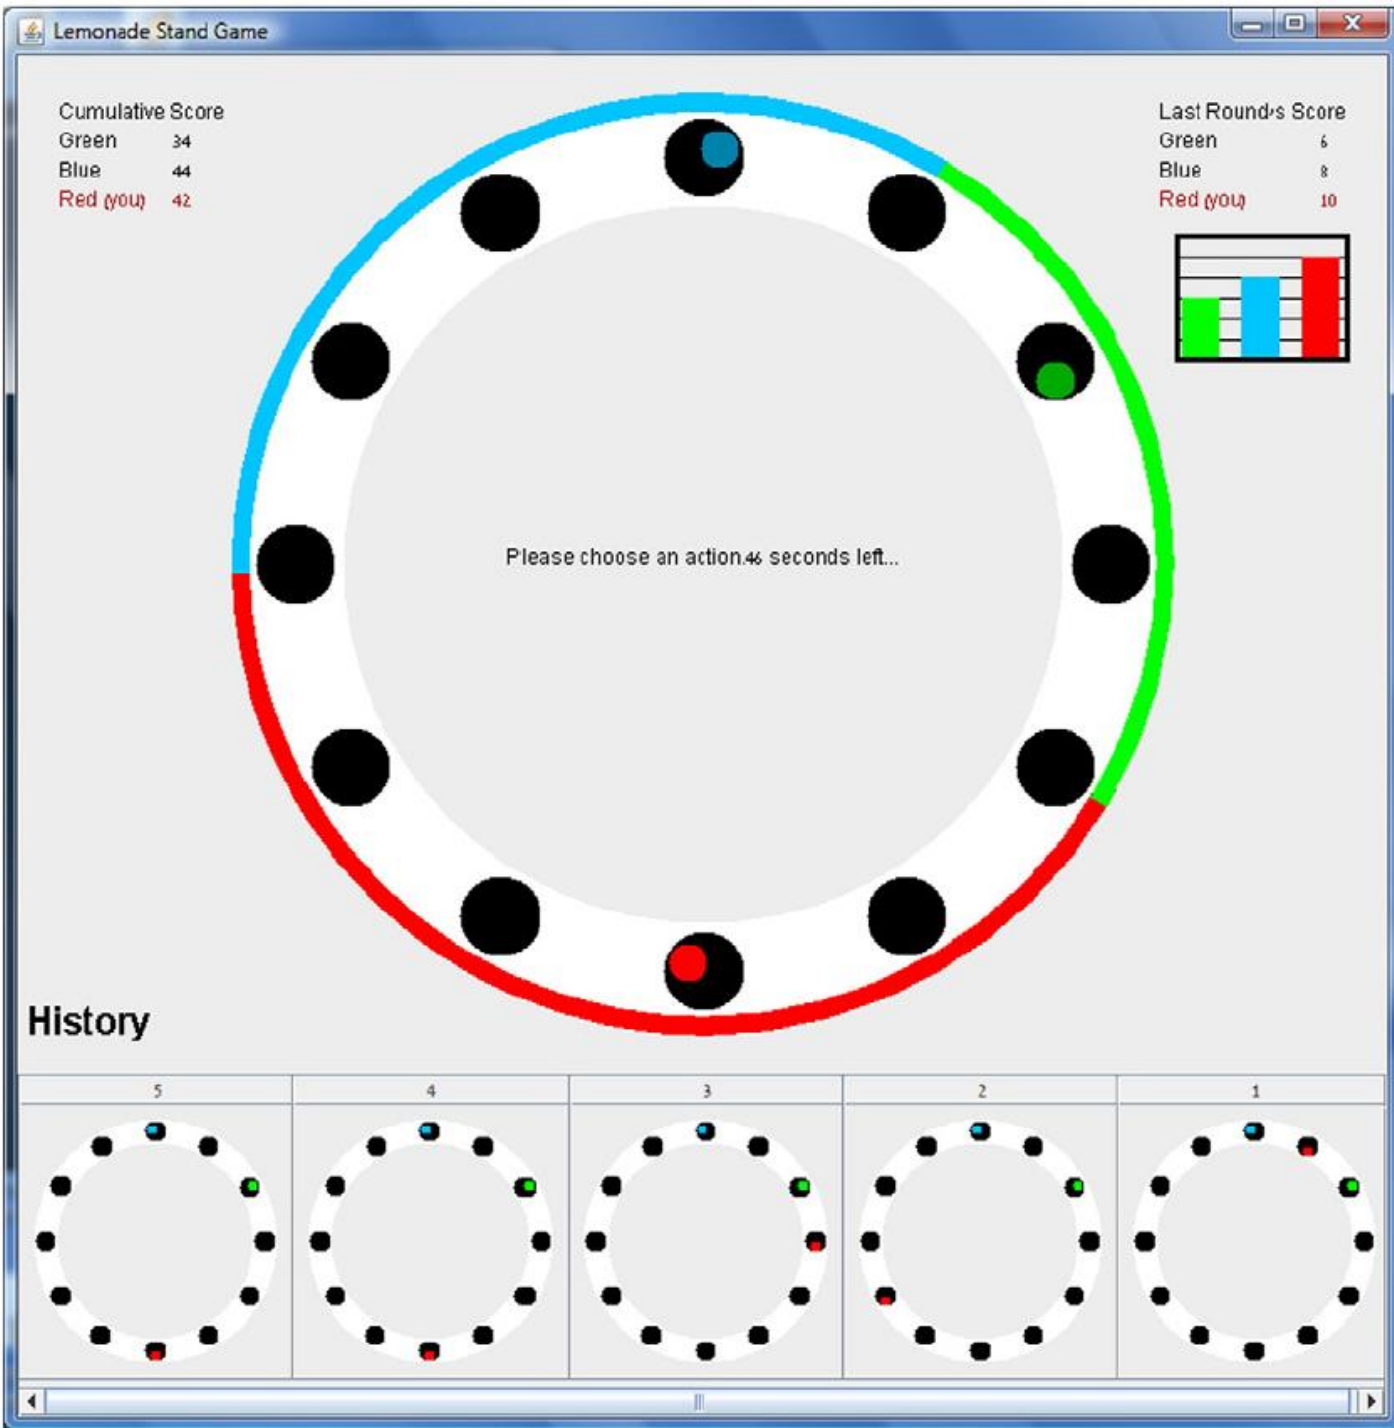 Lemonade Stand Game
Cumulative Score
Green 34
Blue 44
Red (you) 42
Last Round's Score
Green 6
Blue 8
Red (you) 10
Please choose an action.46 seconds left...
History
5 4 3 2 1